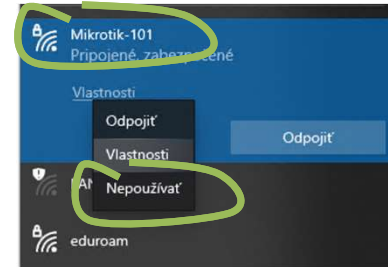 Mikrotik-101
Pripojené, zabezpečené
Vlastnosti
Odpojiť
Odpojiť
Vlastnosti
Nepoužívať
eduroam